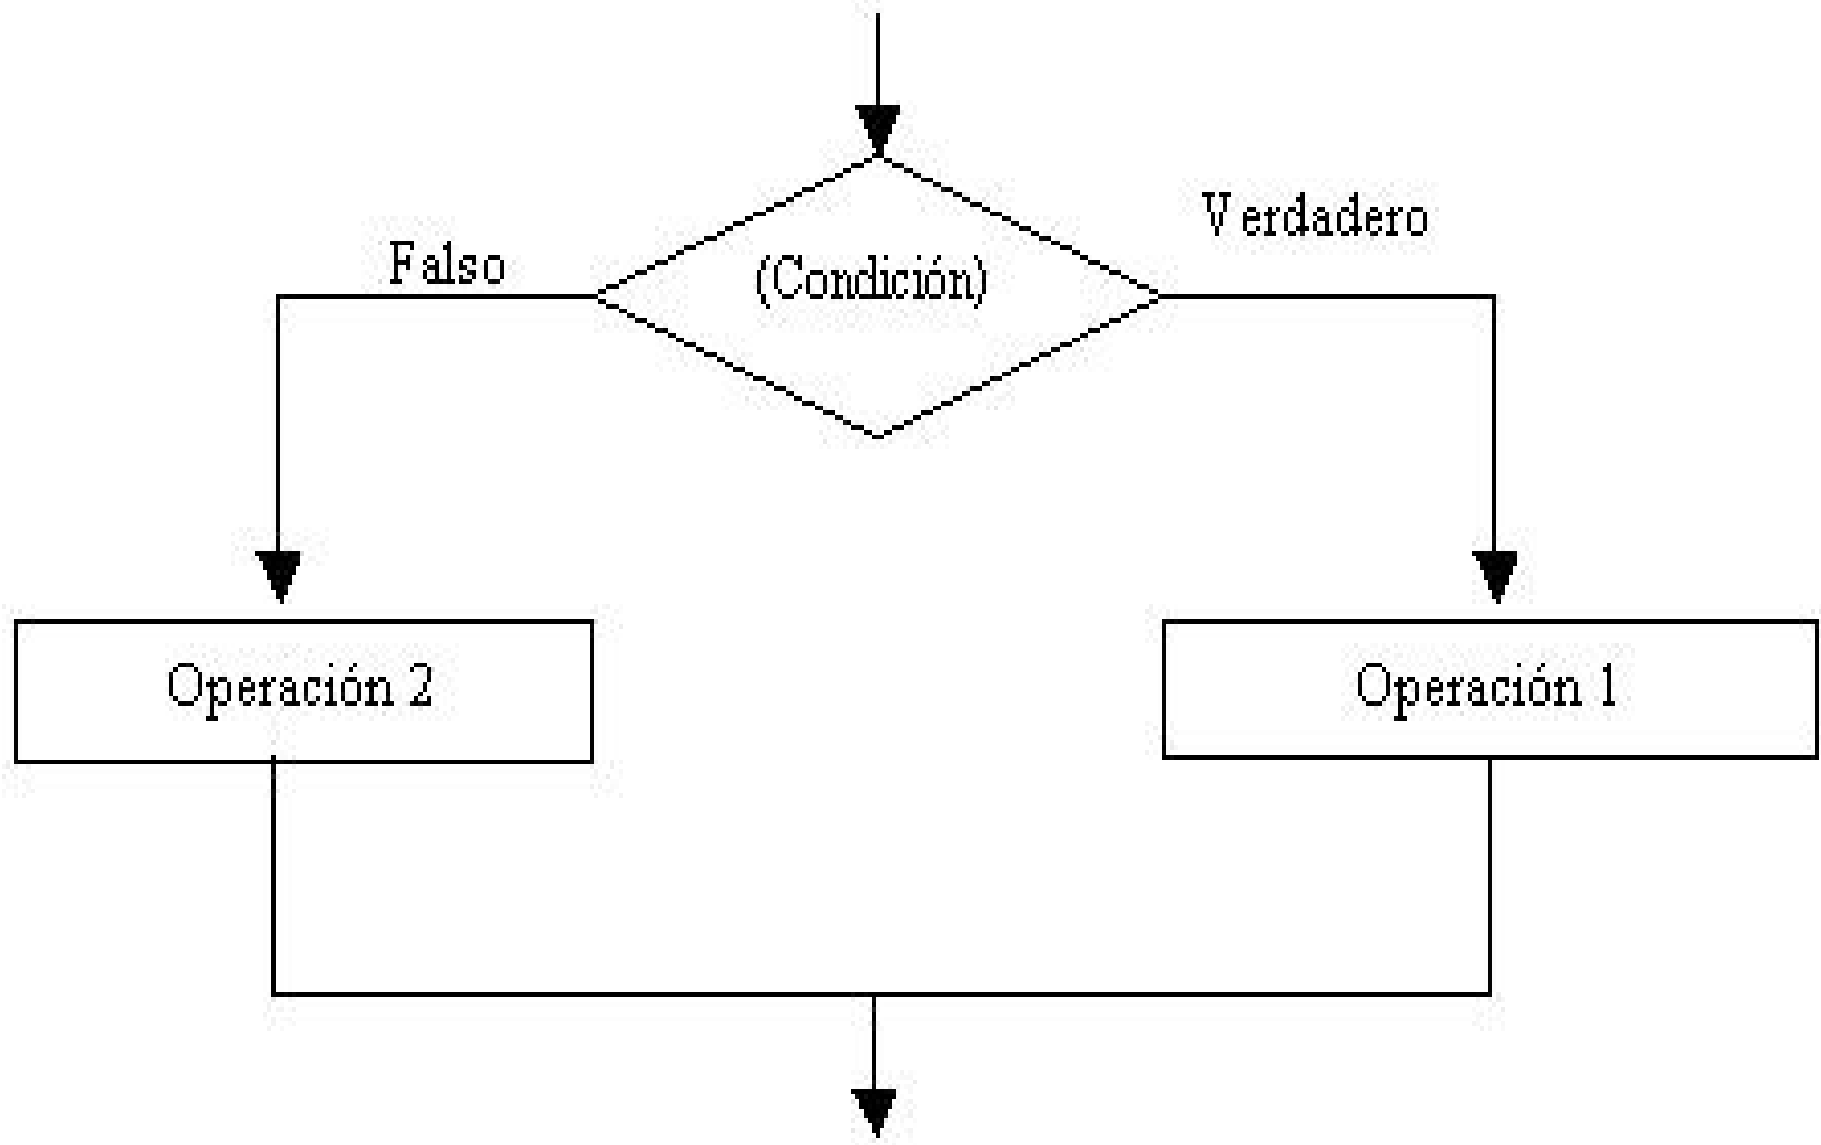 Verdadero
Falso
(Condición)
Operación 2
Operación 1